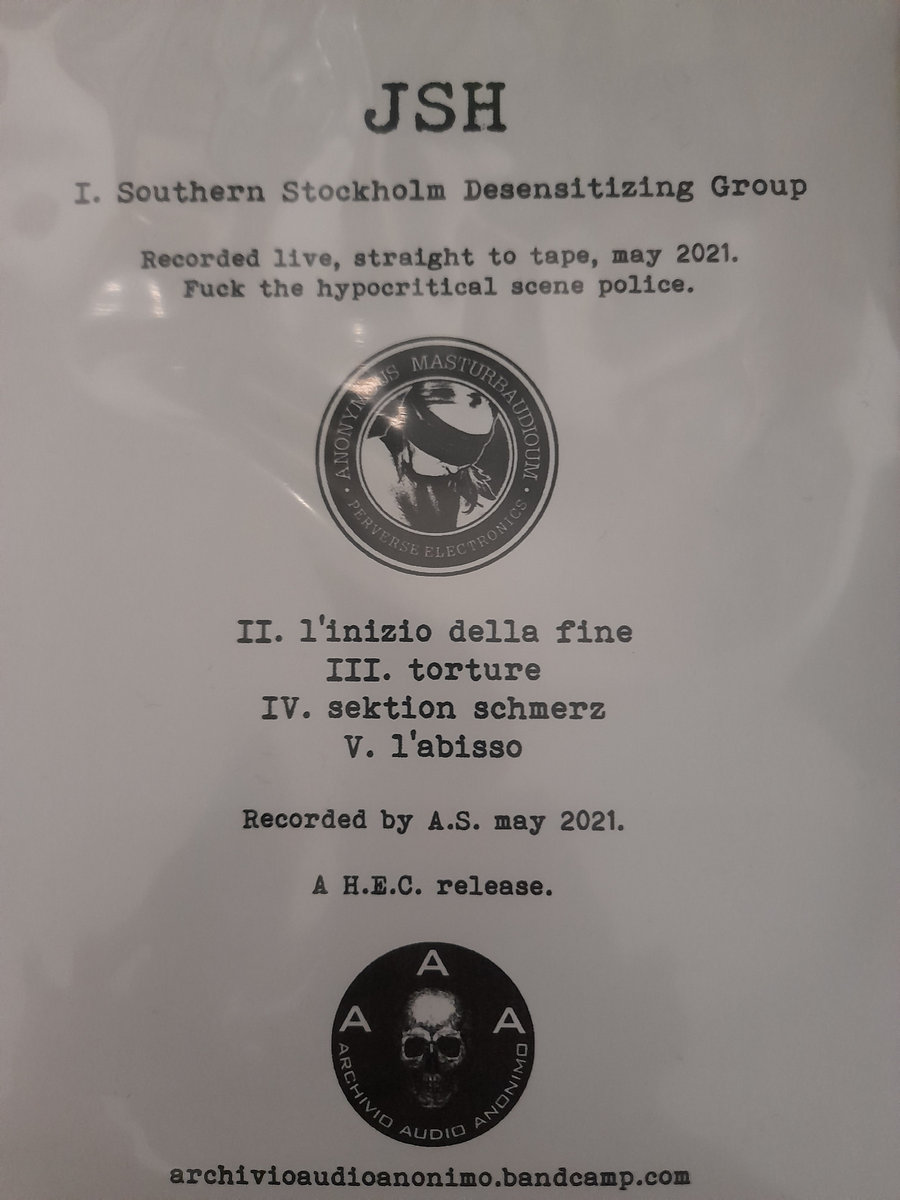 JSH
I. Southern Stockholm Desensitizing Group
Recorded live, straight to tape, may 2021.
Fuck the hypocritical scene police.
ANONYMOUS MASTURBAUDIOUM
• PERVERSE ELECTRONICS •
II. l'inizio della fine
III. torture
IV. sektion schmerz
V. l'abisso
Recorded by A.S. may 2021.
A H.E.C. release.
A
A A
ARCHIVIO AUDIO ANONIMO
archivioaudioanonimo.bandcamp.com